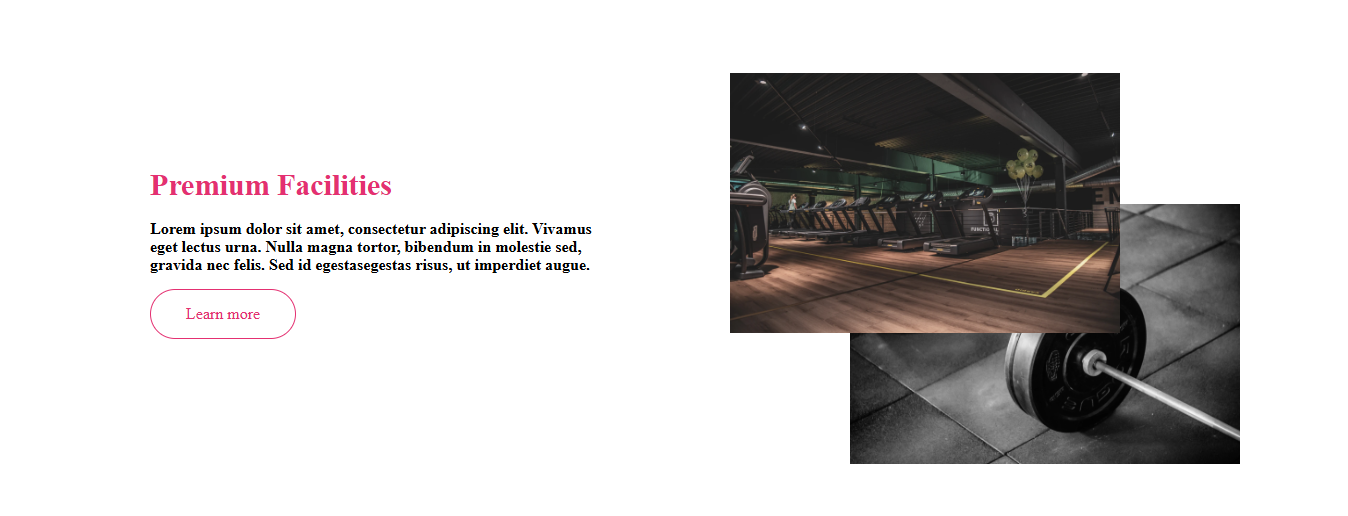 Premium Facilities
Lorem ipsum dolor sit amet, consectetur adipiscing elit. Vivamus
eget lectus urna. Nulla magna tortor, bibendum in molestie sed,
gravida nec felis. Sed id egestasegestas risus, ut imperdiet augue.
Learn more